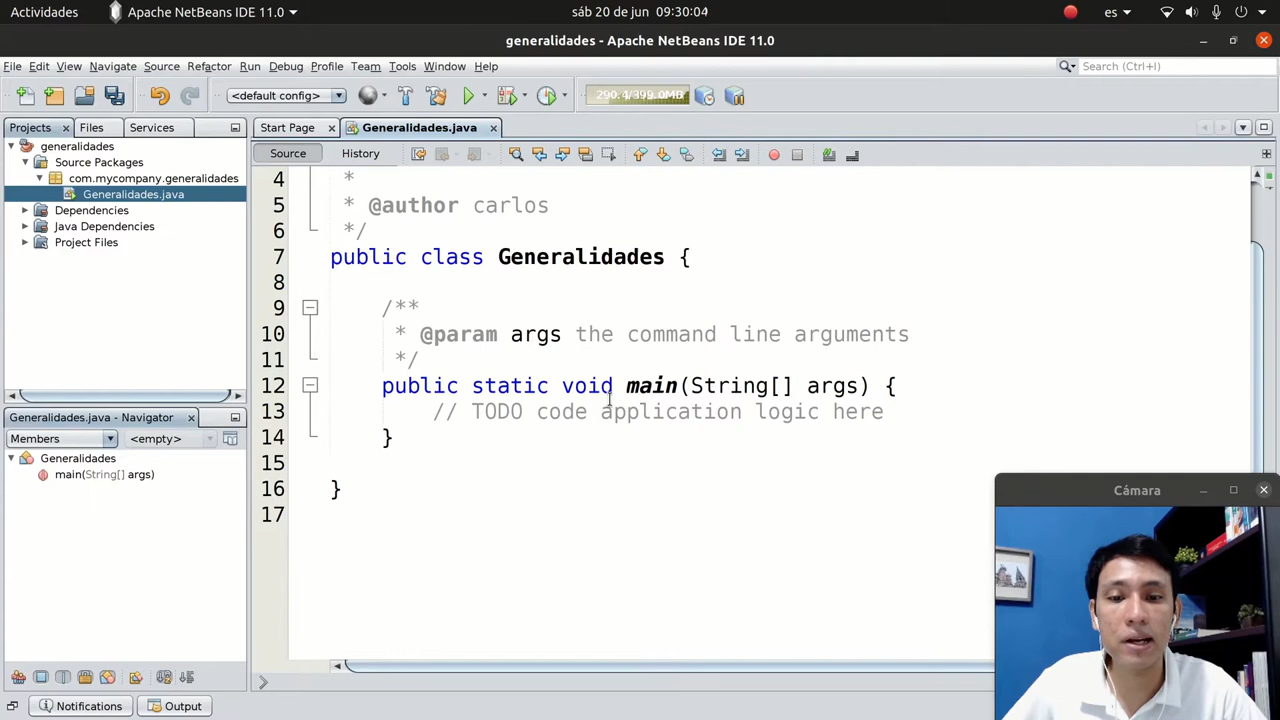 Actividades Apache NetBeans IDE 11.0 sáb 20 de jun 09:30:04 es
generalidades - Apache NetBeans IDE 11.0
File Edit View Navigate Source Refactor Run Debug Profile Team Tools Window Help Search (Ctrl+I)
<default config> 290.4/399.0MB
Projects Files Services Start Page Generalidades.java
generalidades
Source Packages
com.mycompany.generalidades
Generalidades.java
Dependencies
Java Dependencies
Project Files
Source History
4 *
5 * @author carlos
6 */
7 public class Generalidades {
8
9 /**
10 * @param args the command line arguments
11 */
12 public static void main(String[] args) {
13 // TODO code application logic here
14 }
15
16 }
17
Generalidades.java - Navigator
Members <empty>
Generalidades
main(String[] args)
Cámara
Notifications Output